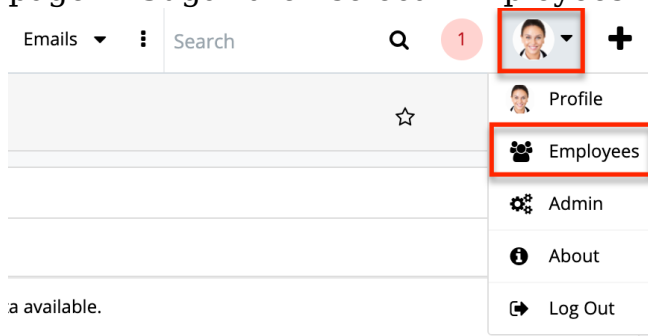 Emails
Search
1
Profile
Employees
Admin
a available.
About
Log Out